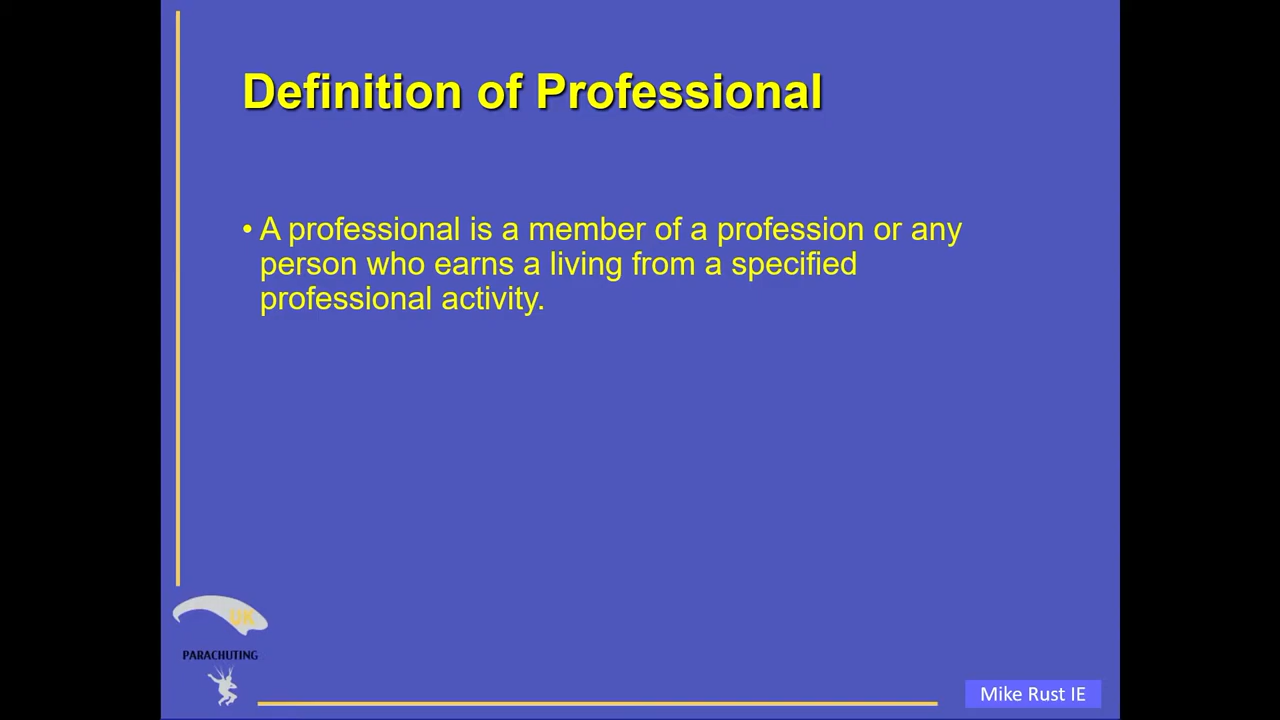 Definition of Professional
• A professional is a member of a profession or any
person who earns a living from a specified
professional activity.
UK
PARACHUTING
Mike Rust IE